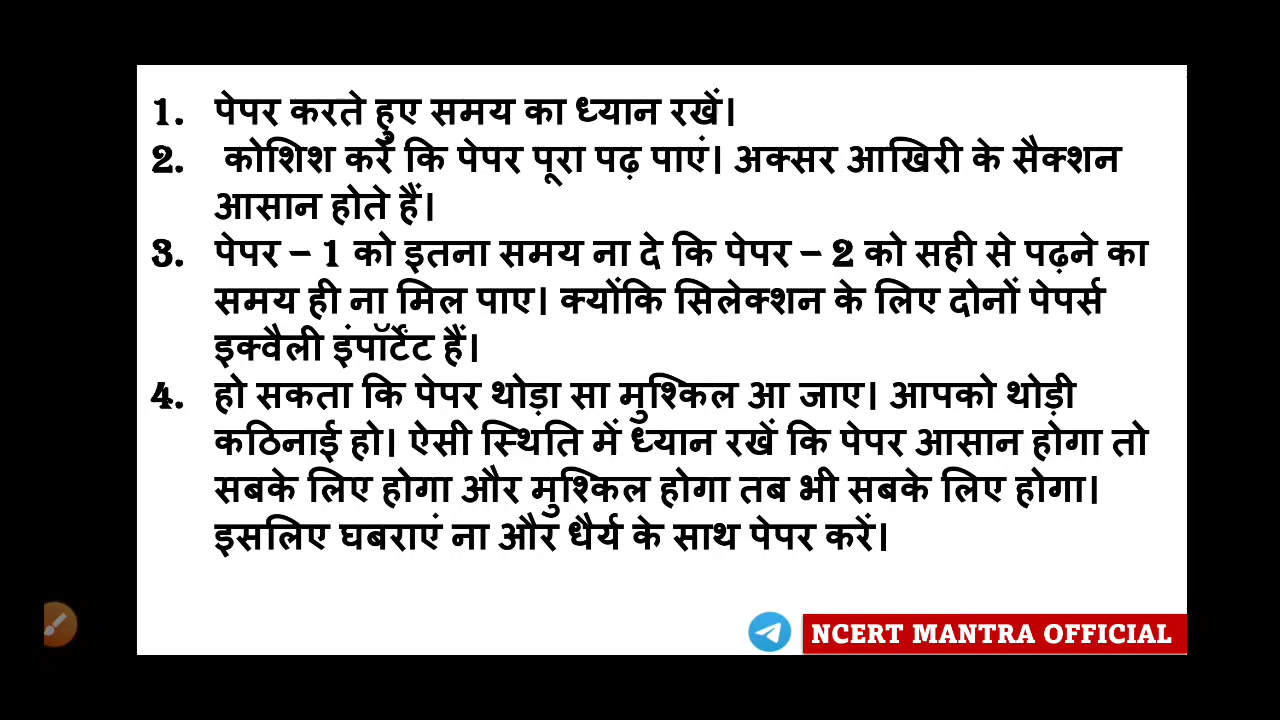 1. पेपर करते हुए समय का ध्यान रखें।
2. कोशिश करें कि पेपर पूरा पढ़ पाएं। अक्सर आखिरी के सैक्शन
आसान होते हैं।
3. पेपर – 1 को इतना समय ना दे कि पेपर – 2 को सही से पढ़ने का
समय ही ना मिल पाए। क्योंकि सिलेक्शन के लिए दोनों पेपर्स
इक्वैली इंपॉर्टेंट हैं।
4. हो सकता कि पेपर थोड़ा सा मुश्किल आ जाए। आपको थोड़ी
कठिनाई हो। ऐसी स्थिति में ध्यान रखें कि पेपर आसान होगा तो
सबके लिए होगा और मुश्किल होगा तब भी सबके लिए होगा।
इसलिए घबराएं ना और धैर्य के साथ पेपर करें।
NCERT MANTRA OFFICIAL